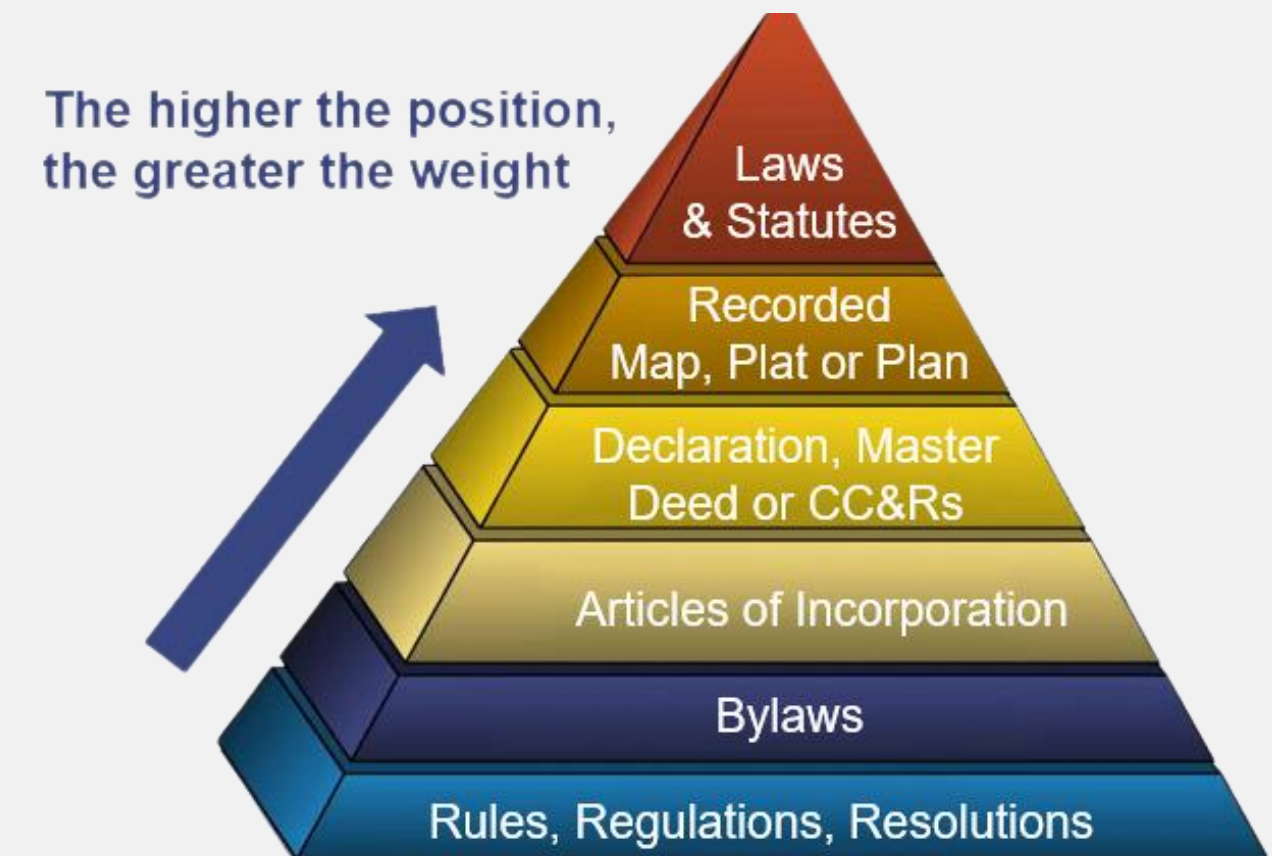 The higher the position,
the greater the weight
Laws
& Statutes
Recorded
Map, Plat or Plan
Declaration, Master
Deed or CC&Rs
Articles of Incorporation
Bylaws
Rules, Regulations, Resolutions